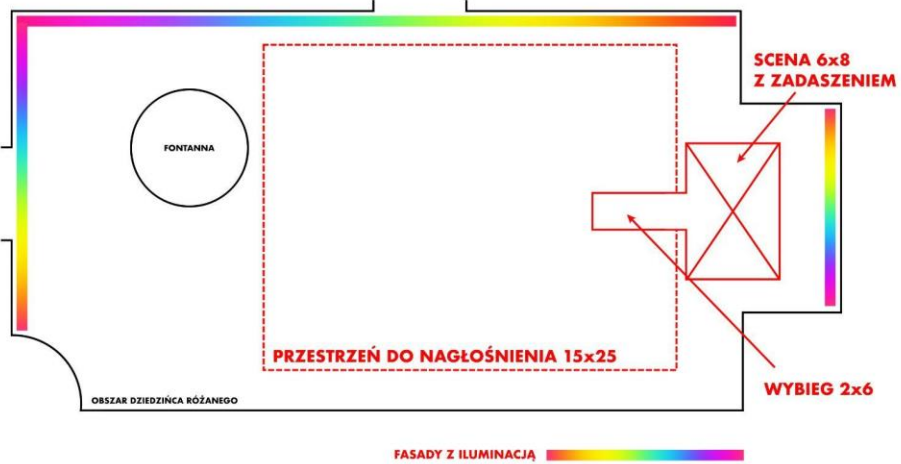 SCENA 6x8
Z ZADASZENIEM
FONTANNA
PRZESTRZEŃ DO NAGŁOŚNIENIA 15x25
WYBIEG 2x6
OBSZAR DZIEDZIŃCA RÓŻANEGO
FASADY Z ILUMINACJĄ